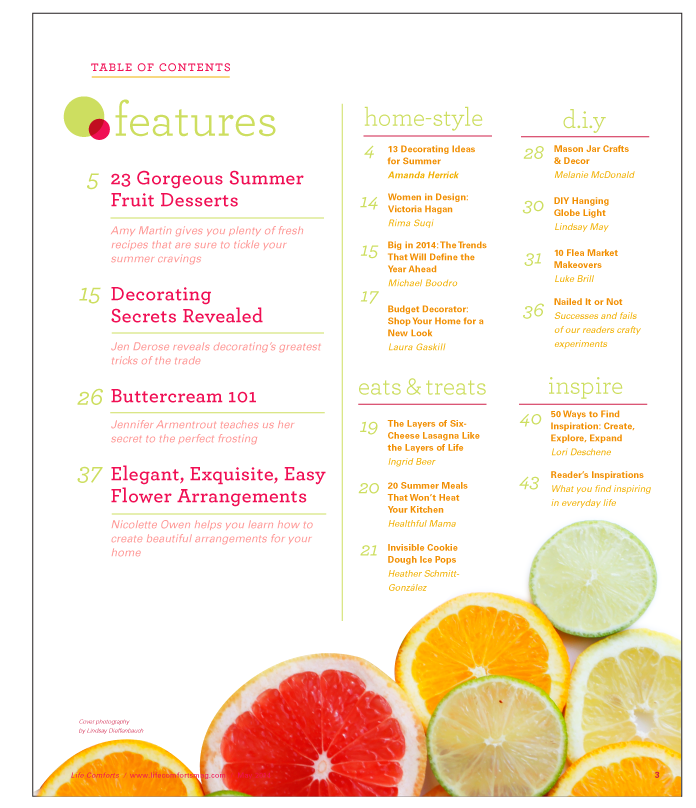 TABLE OF CONTENTS
features
5
23 Gorgeous Summer
Fruit Desserts
Amy Martin gives you plenty of fresh
recipes that are sure to tickle your
summer cravings
15
Decorating
Secrets Revealed
Jen Derose reveals decorating's greatest
tricks of the trade
26
Buttercream 101
Jennifer Armentrout teaches us her
secret to the perfect frosting
37
Elegant, Exquisite, Easy
Flower Arrangements
Nicolette Owen helps you learn how to
create beautiful arrangements for your
home
home-style
4
13 Decorating Ideas
for Summer
Amanda Herrick
14
Women in Design:
Victoria Hagan
Rima Suqi
15
Big in 2014: The Trends
That Will Define the
Year Ahead
Michael Boodro
17
Budget Decorator:
Shop Your Home for a
New Look
Laura Gaskill
eats & treats
19
The Layers of Six-
Cheese Lasagna Like
the Layers of Life
Ingrid Beer
20
20 Summer Meals
That Won't Heat
Your Kitchen
Healthful Mama
21
Invisible Cookie
Dough Ice Pops
Heather Schmitt-
González
d.i.y
28
Mason Jar Crafts
& Decor
Melanie McDonald
30
DIY Hanging
Globe Light
Lindsay May
31
10 Flea Market
Makeovers
Luke Brill
36
Nailed It or Not
Successes and fails
of our readers crafty
experiments
inspire
40
50 Ways to Find
Inspiration: Create,
Explore, Expand
Lori Deschene
43
Reader's Inspirations
What you find inspiring
in everyday life
Cover photography
by Lindsay Dieffenbauch
Life Comforts / www.lifecomfortsmag.com
3